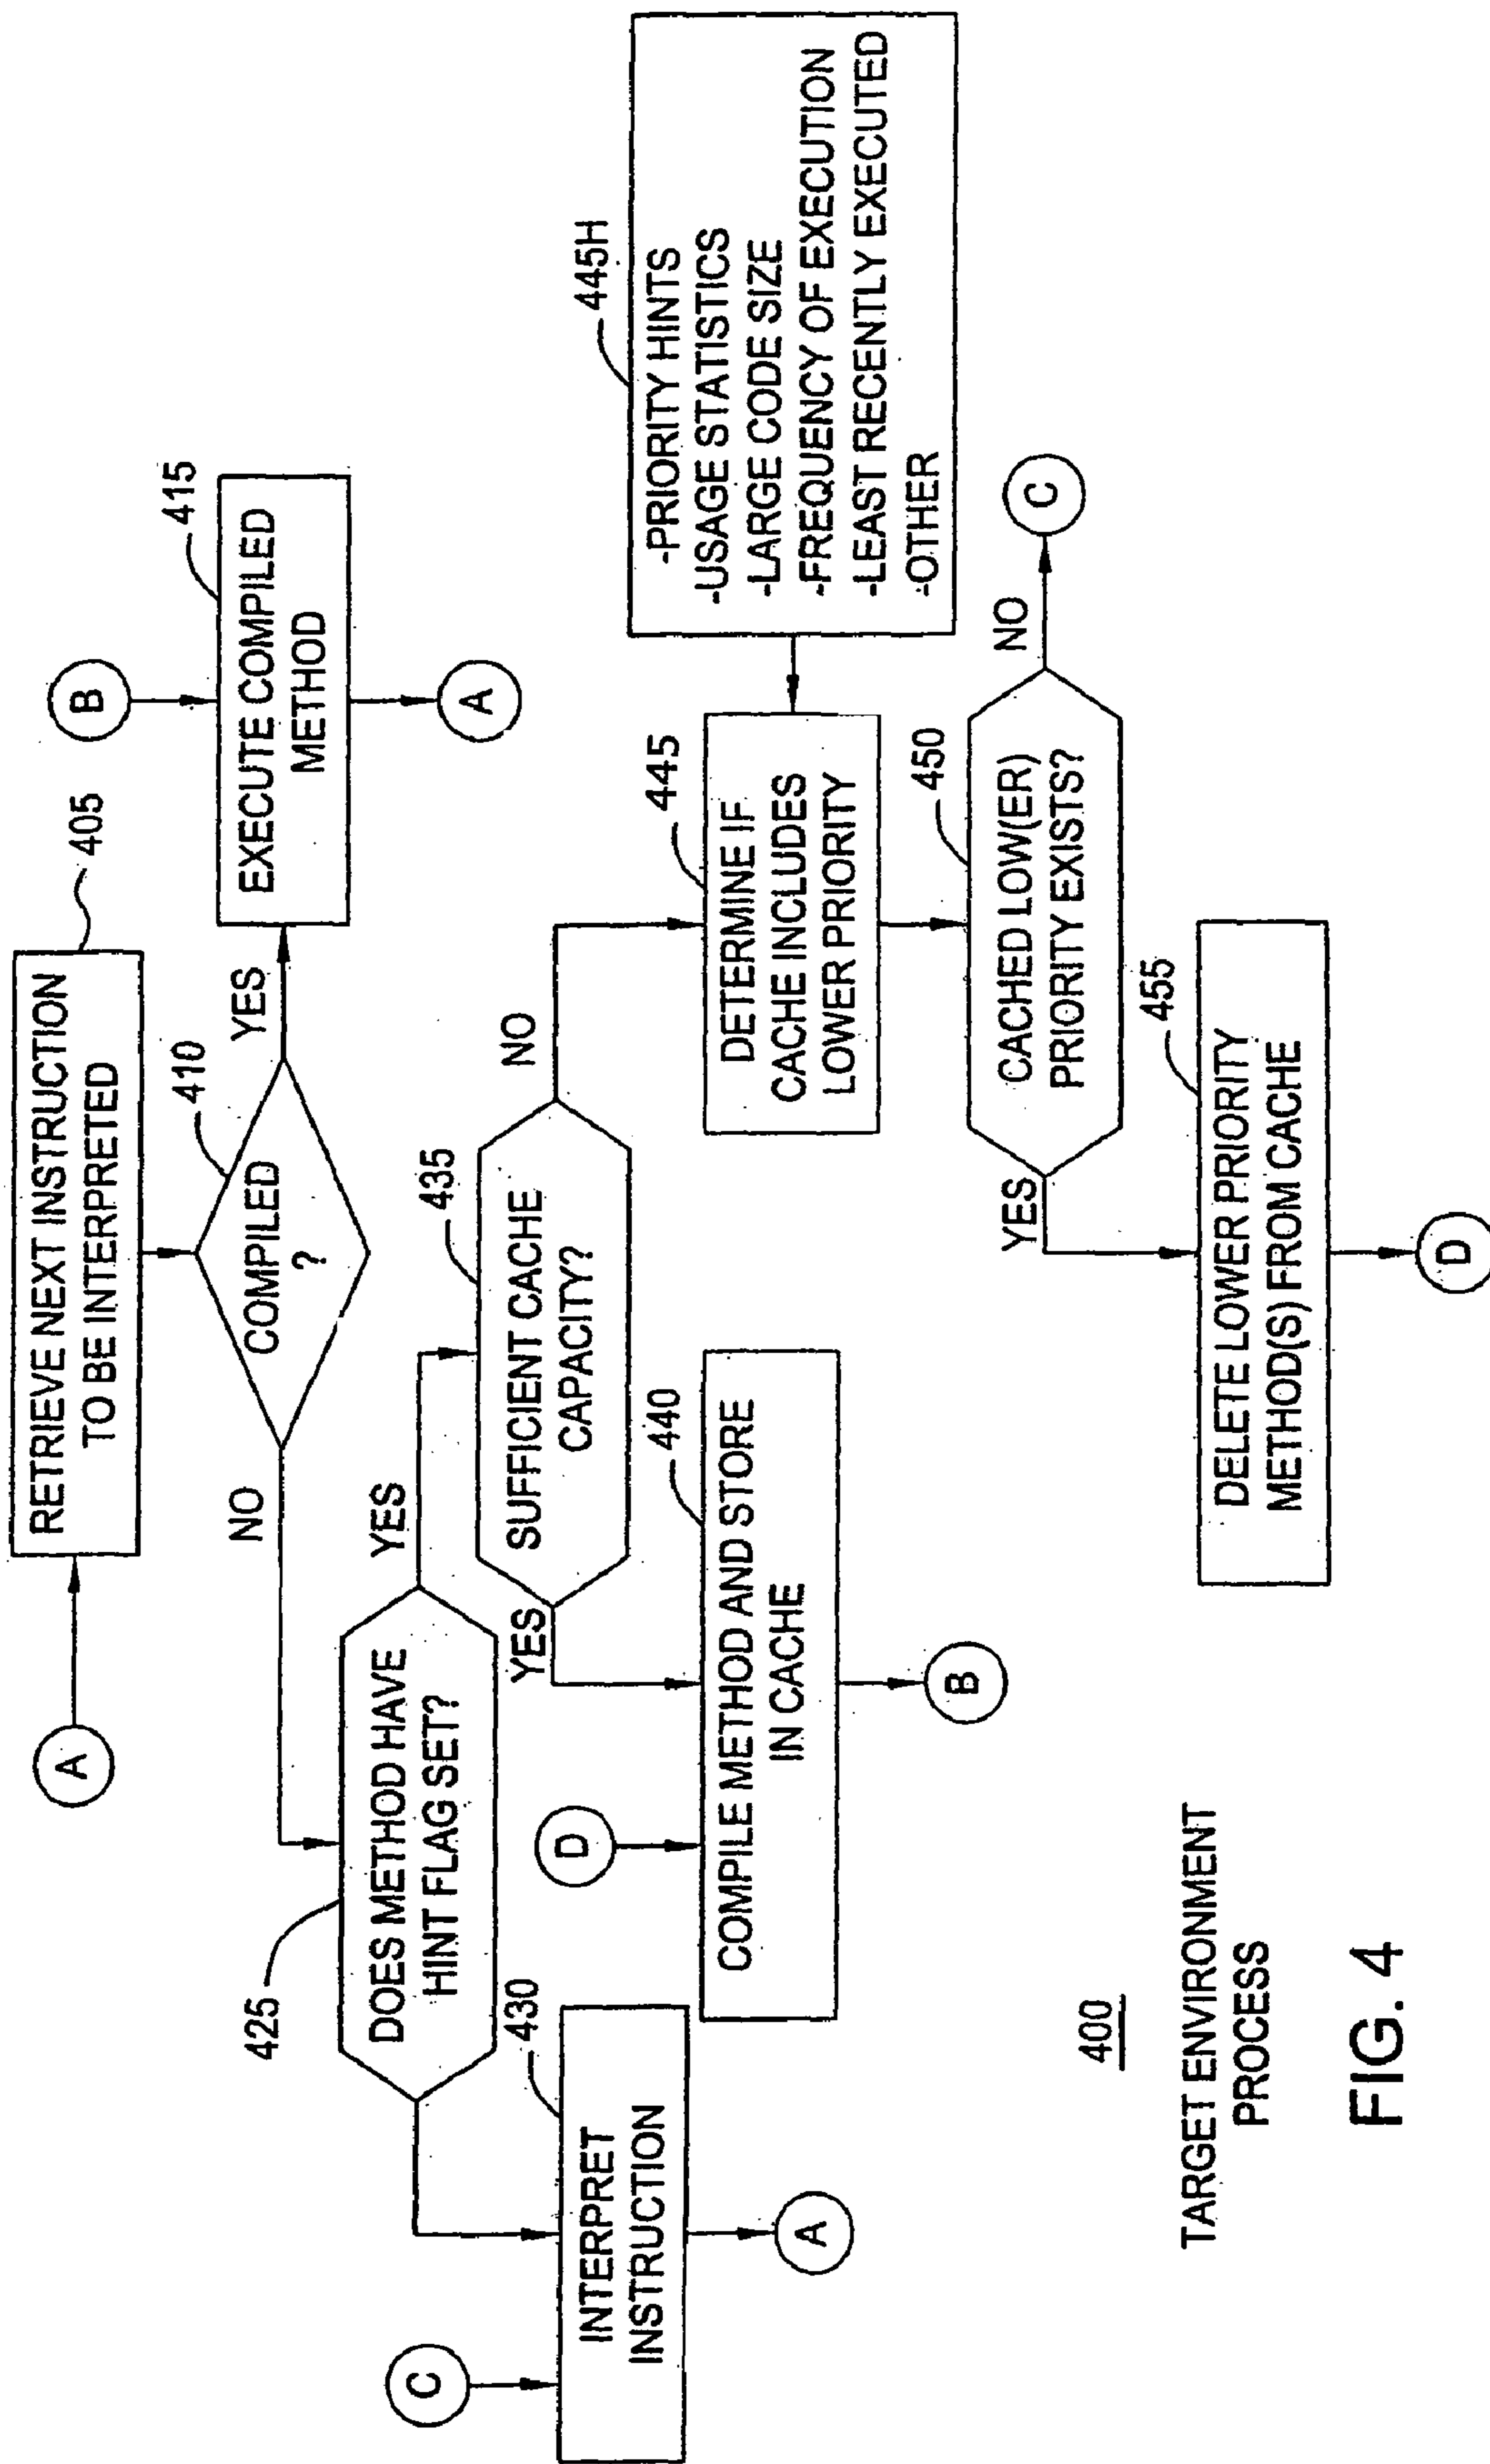 A
RETRIEVE NEXT INSTRUCTION
TO BE INTERPRETED
405
410
COMPILED
?
YES
NO
B
415
EXECUTE COMPILED
METHOD
A
425
DOES METHOD HAVE
HINT FLAG SET?
YES
435
SUFFICIENT CACHE
CAPACITY?
YES
NO
C
430
INTERPRET
INSTRUCTION
A
D
440
COMPILE METHOD AND STORE
IN CACHE
B
445
DETERMINE IF
CACHE INCLUDES
LOWER PRIORITY
445H
-PRIORITY HINTS
-USAGE STATISTICS
-LARGE CODE SIZE
-FREQUENCY OF EXECUTION
-LEAST RECENTLY EXECUTED
-OTHER
450
CACHED LOW(ER)
PRIORITY EXISTS?
NO
C
YES
455
DELETE LOWER PRIORITY
METHOD(S) FROM CACHE
D
400
TARGET ENVIRONMENT
PROCESS
FIG. 4